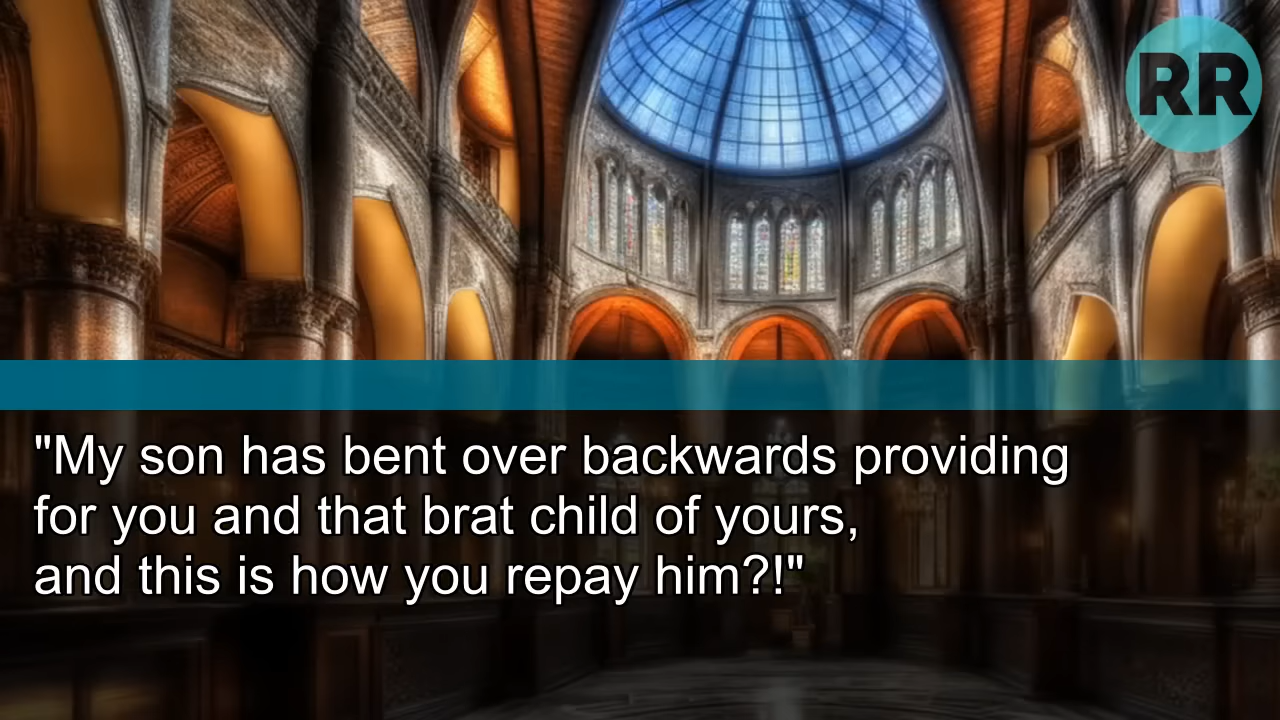 RR
"My son has bent over backwards providing
for you and that brat child of yours,
and this is how you repay him?!"